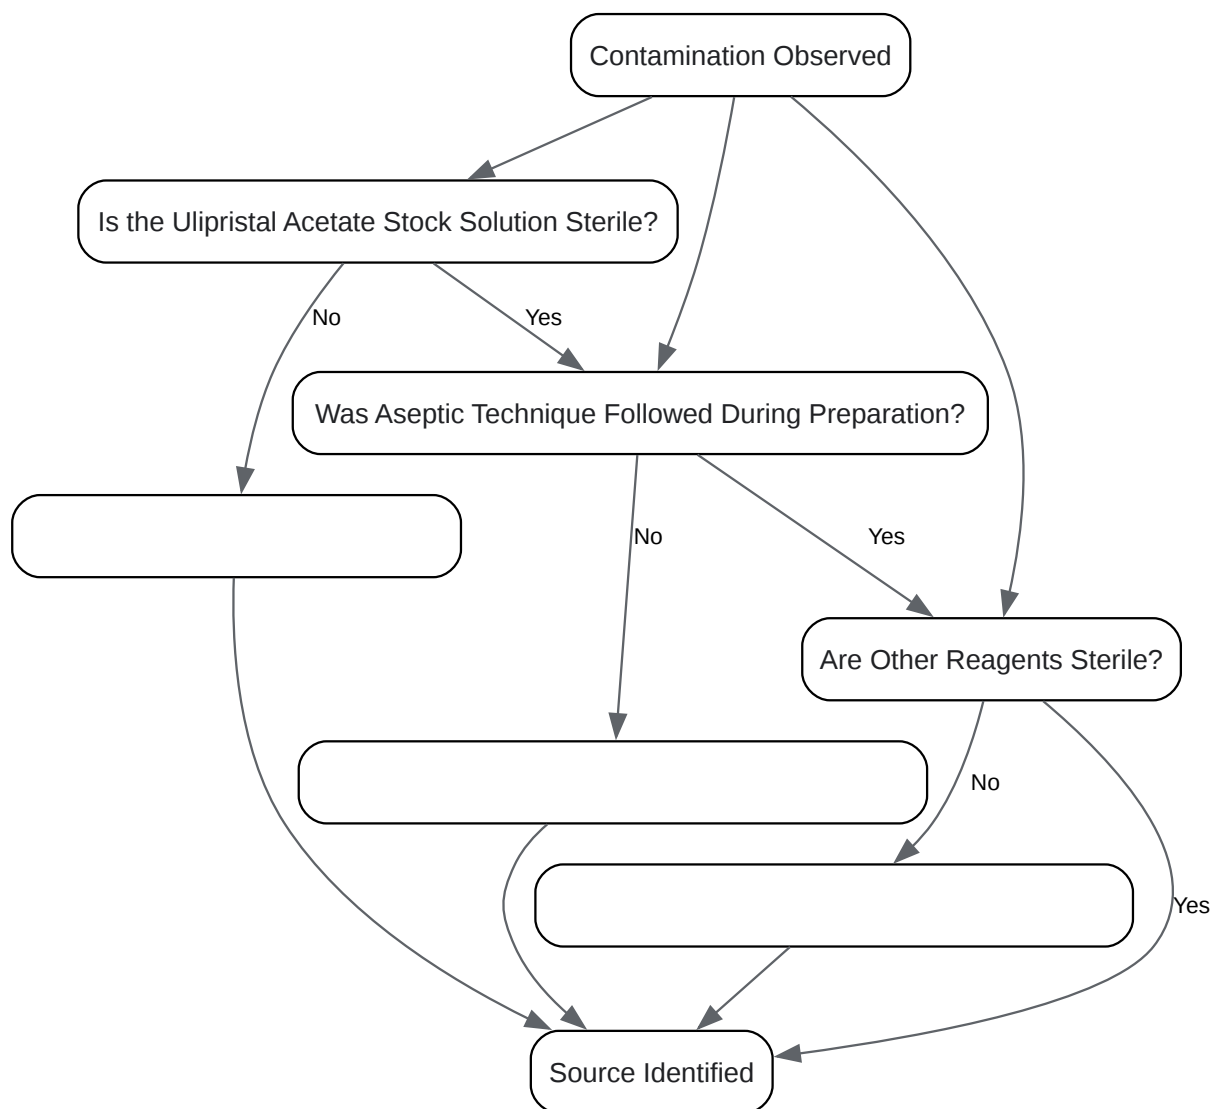 Contamination Observed
Is the Ulipristal Acetate Stock Solution Sterile?
No
Yes
Was Aseptic Technique Followed During Preparation?
No
Yes
Are Other Reagents Sterile?
No
Yes
Source Identified